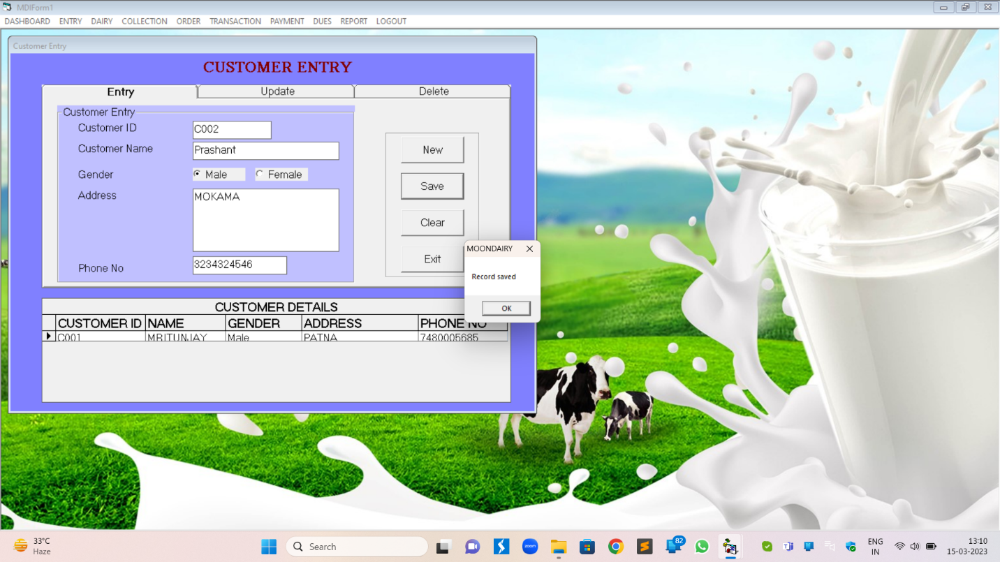 MDIForm1
DASHBOARD ENTRY DAIRY COLLECTION ORDER TRANSACTION PAYMENT DUES REPORT LOGOUT
Customer Entry
CUSTOMER ENTRY
Entry Update Delete
Customer Entry
Customer ID C002
Customer Name Prashant
Gender Male Female
Address MOKAMA
Phone No 3234324546
New
Save
Clear
Exit
MOONDAIRY
Record saved
OK
CUSTOMER DETAILS
CUSTOMER ID NAME GENDER ADDRESS PHONE NO
C001 MRITUNJAY Male PATNA 7480005685
33°C
Haze
Search
zoom
82
ENG
IN
13:10
15-03-2023